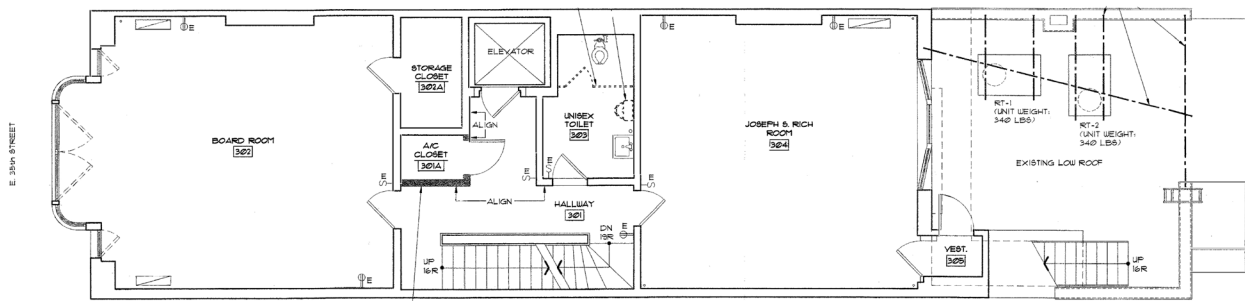 E. 35th STREET
BOARD ROOM
302
E
E
E
STORAGE
CLOSET
302A
A/C
CLOSET
301A
ELEVATOR
ALIGN
ALIGN
UNISEX
TOILET
303
HALLWAY
301
DN
15R
UP
16R
E
E
E
S
E
S
E
S
E
S
JOSEPH S. RICH
ROOM
304
VEST.
305
RT-1
(UNIT WEIGHT:
340 LBS)
RT-2
(UNIT WEIGHT:
340 LBS)
EXISTING LOW ROOF
UP
16R